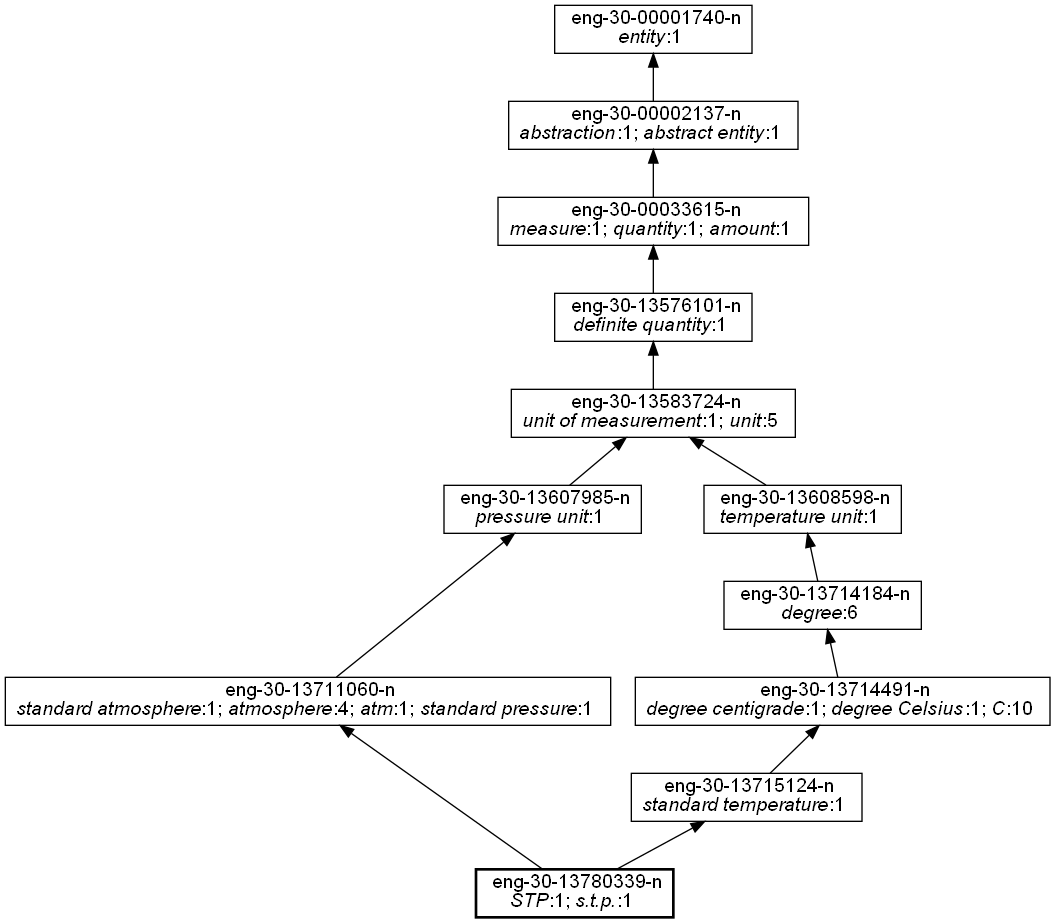 eng-30-00001740-n
entity:1
eng-30-00002137-n
abstraction:1; abstract entity:1
eng-30-00033615-n
measure:1; quantity:1; amount:1
eng-30-13576101-n
definite quantity:1
eng-30-13583724-n
unit of measurement:1; unit:5
eng-30-13607985-n
pressure unit:1
eng-30-13608598-n
temperature unit:1
eng-30-13714184-n
degree:6
eng-30-13711060-n
standard atmosphere:1; atmosphere:4; atm:1; standard pressure:1
eng-30-13714491-n
degree centigrade:1; degree Celsius:1; C:10
eng-30-13715124-n
standard temperature:1
eng-30-13780339-n
STP:1; s.t.p.:1